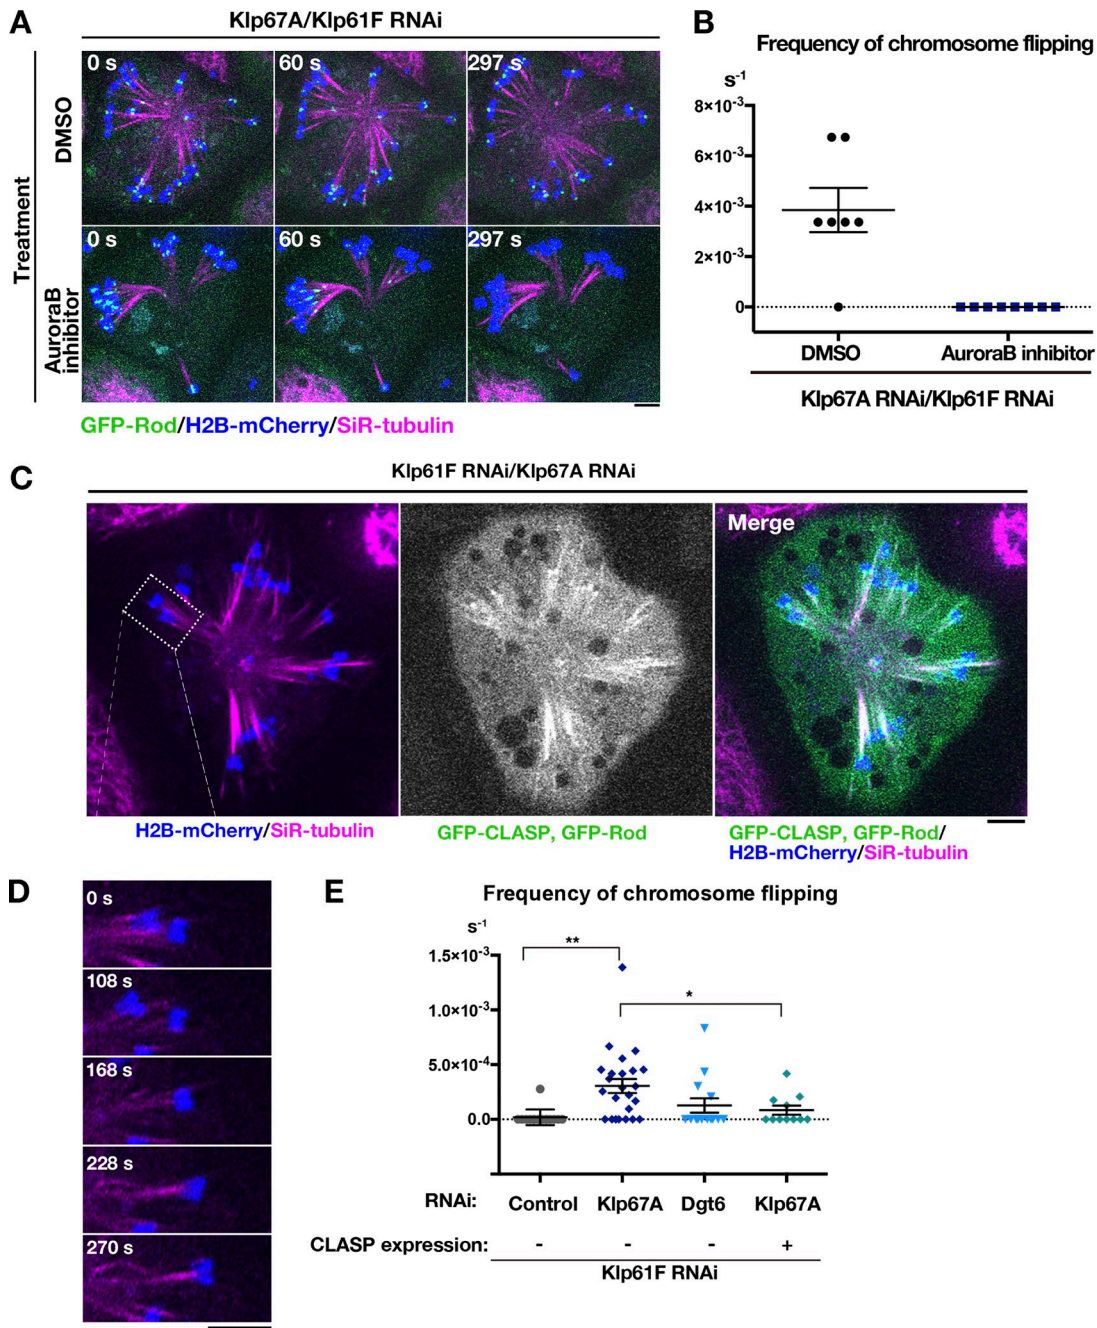 A
Klp67A/Klp61F RNAi
Treatment
DMSO
0 s
60 s
297 s
AuroraB
inhibitor
0 s
60 s
297 s
GFP-Rod/H2B-mCherry/SiR-tubulin
B
Frequency of chromosome flipping
s⁻¹
8×10⁻³
6×10⁻³
4×10⁻³
2×10⁻³
0
DMSO
AuroraB inhibitor
Klp67A RNAi/Klp61F RNAi
C
Klp61F RNAi/Klp67A RNAi
Merge
H2B-mCherry/SiR-tubulin
GFP-CLASP, GFP-Rod
GFP-CLASP, GFP-Rod/
H2B-mCherry/SiR-tubulin
D
0 s
108 s
168 s
228 s
270 s
E
Frequency of chromosome flipping
s⁻¹
1.5×10⁻³
1.0×10⁻³
5.0×10⁻⁴
0.0
**
*
RNAi: Control Klp67A Dgt6 Klp67A
CLASP expression: - - - +
Klp61F RNAi